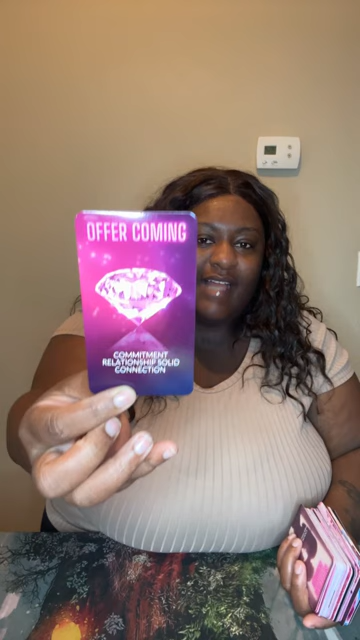 OFFER COMING
COMMITMENT
RELATIONSHIP SOLID
CONNECTION